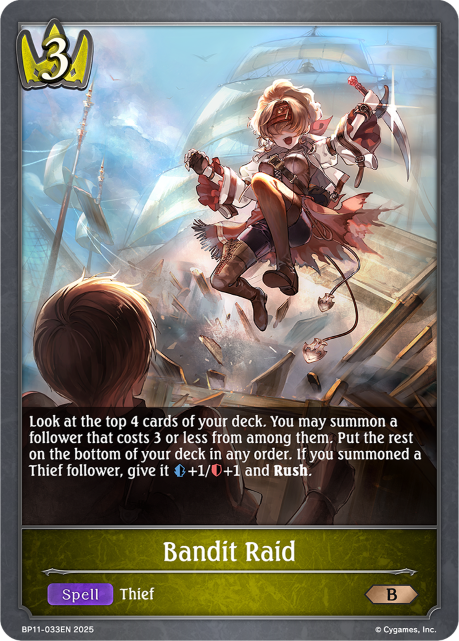 3
Look at the top 4 cards of your deck. You may summon a
follower that costs 3 or less from among them. Put the rest
on the bottom of your deck in any order. If you summoned a
Thief follower, give it +1/+1 and Rush.
Bandit Raid
Spell Thief B
BP11-033EN 2025 © Cygames, Inc.